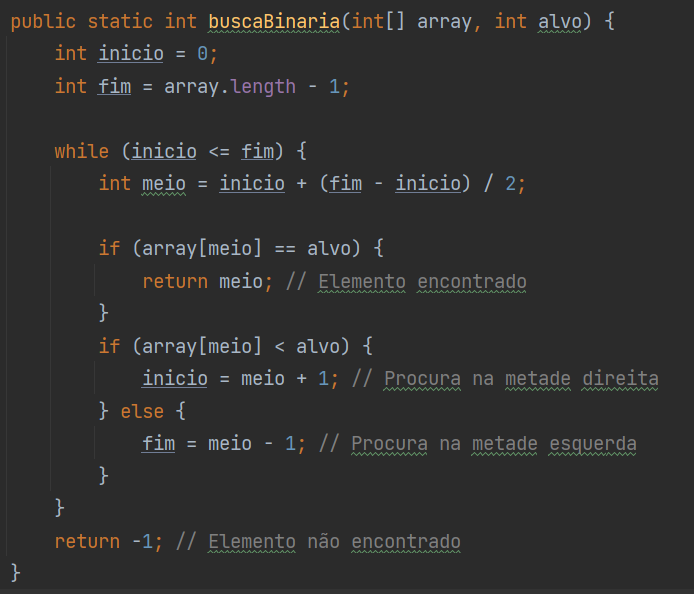 public static int buscaBinaria(int[] array, int alvo) {
int inicio = 0;
int fim = array.length - 1;
while (inicio <= fim) {
int meio = inicio + (fim - inicio) / 2;
if (array[meio] == alvo) {
return meio; // Elemento encontrado
}
if (array[meio] < alvo) {
inicio = meio + 1; // Procura na metade direita
} else {
fim = meio - 1; // Procura na metade esquerda
}
}
return -1; // Elemento não encontrado
}